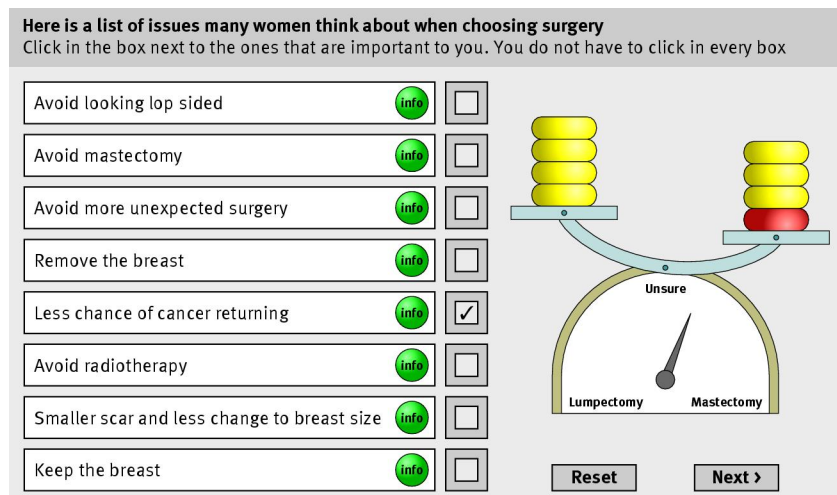 Here is a list of issues many women think about when choosing surgery
Click in the box next to the ones that are important to you. You do not have to click in every box
Avoid looking lop sided info
Avoid mastectomy info
Avoid more unexpected surgery info
Remove the breast info
Less chance of cancer returning info ✓
Avoid radiotherapy info
Smaller scar and less change to breast size info
Keep the breast info
Unsure
Lumpectomy Mastectomy
Reset Next >